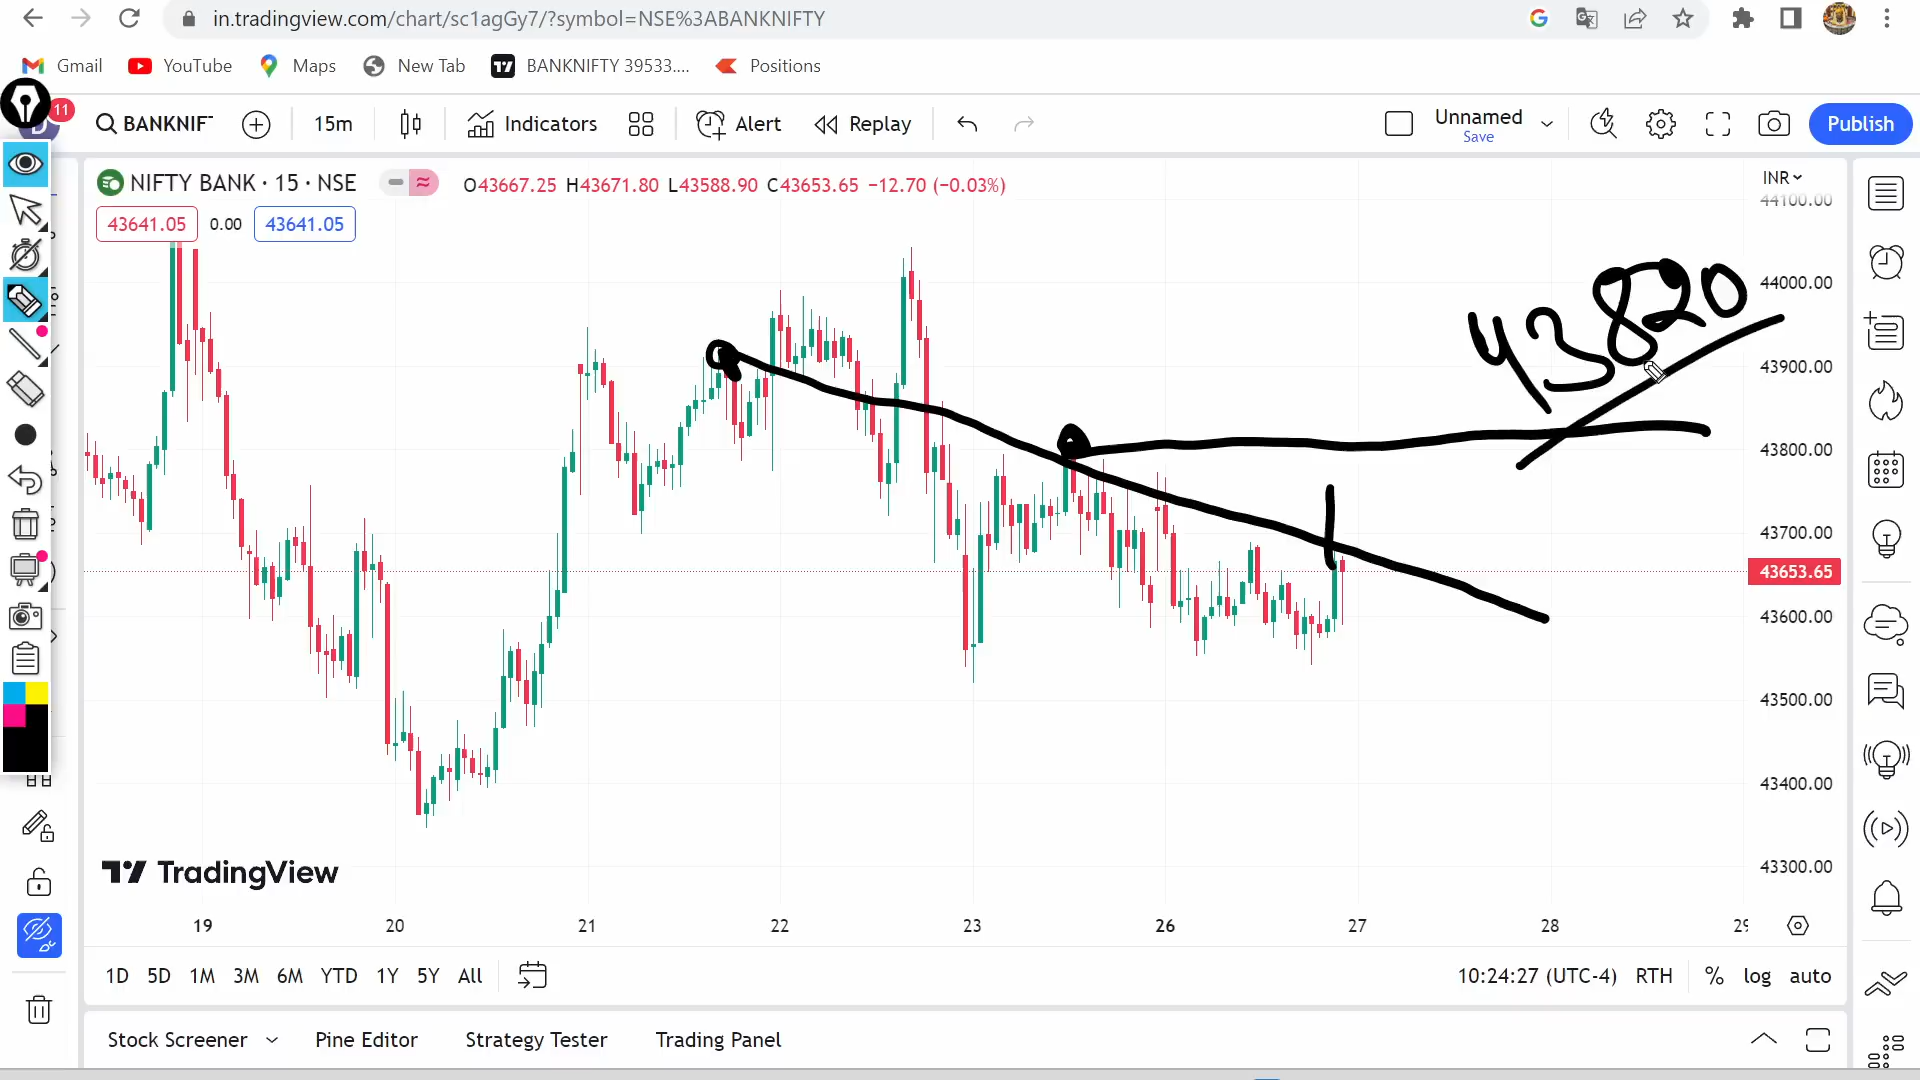 in.tradingview.com/chart/sc1agGy7/?symbol=NSE%3ABANKNIFTY
Gmail YouTube Maps New Tab BANKNIFTY 39533.... Positions
11
BANKNIF 15m Indicators Alert Replay Unnamed Save Publish
NIFTY BANK · 15 · NSE O43667.25 H43671.80 L43588.90 C43653.65 −12.70 (−0.03%) INR
43641.05 0.00 43641.05
44100.00
44000.00
43820
43900.00
43800.00
43700.00
43653.65
43600.00
43500.00
43400.00
43300.00
TradingView
19 20 21 22 23 26 27 28 29
1D 5D 1M 3M 6M YTD 1Y 5Y All 10:24:27 (UTC-4) RTH % log auto
Stock Screener Pine Editor Strategy Tester Trading Panel